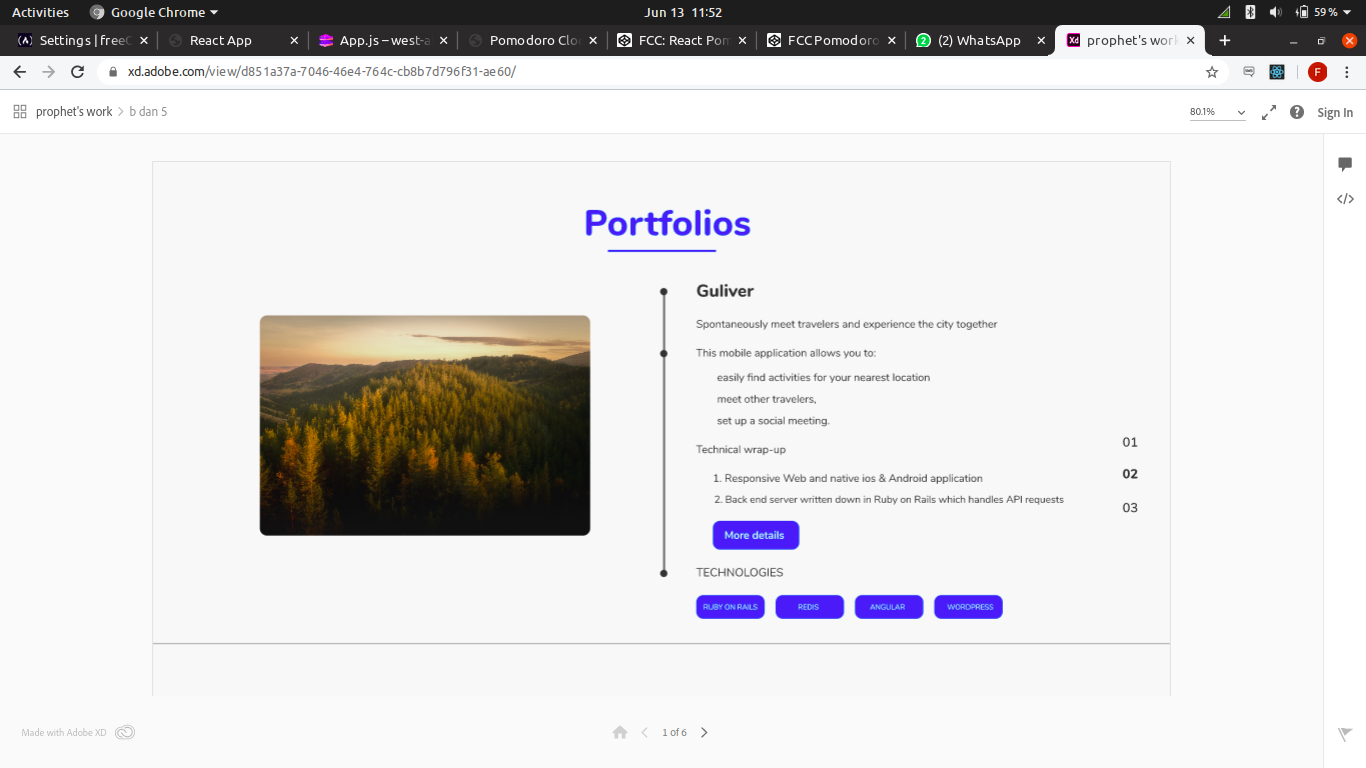 Activities Google Chrome Jun 13 11:52 59 %
Settings | freeC React App App.js – west-a Pomodoro Clo FCC: React Pom FCC Pomodoro (2) WhatsApp prophet's work
xd.adobe.com/view/d851a37a-7046-46e4-764c-cb8b7d796f31-ae60/ F
prophet's work > b dan 5 80.1% Sign In
Portfolios
Guliver
Spontaneously meet travelers and experience the city together
This mobile application allows you to:
easily find activities for your nearest location
meet other travelers,
set up a social meeting.
01
Technical wrap-up
02
1. Responsive Web and native ios & Android application
2. Back end server written down in Ruby on Rails which handles API requests
03
More details
TECHNOLOGIES
RUBY ON RAILS REDIS ANGULAR WORDPRESS
Made with Adobe XD 1 of 6